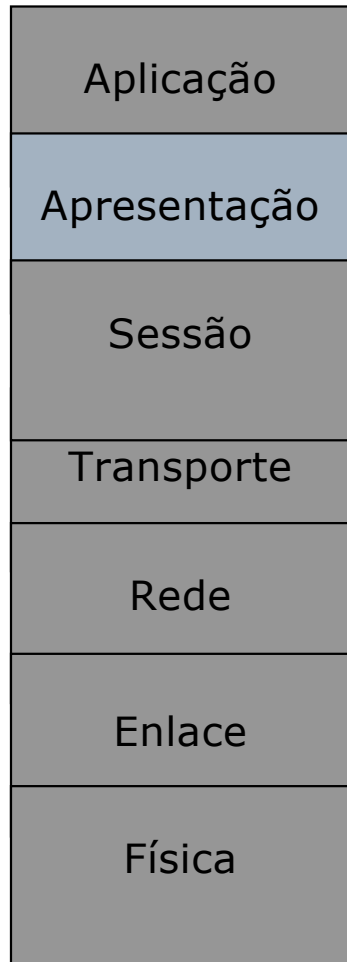 Aplicação
Apresentação
Sessão
Transporte
Rede
Enlace
Física